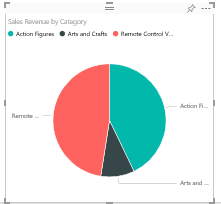 Sales Revenue by Category
Action Figures Arts and Crafts Remote Control V...
Action Fi...
Remote ...
Arts and ...